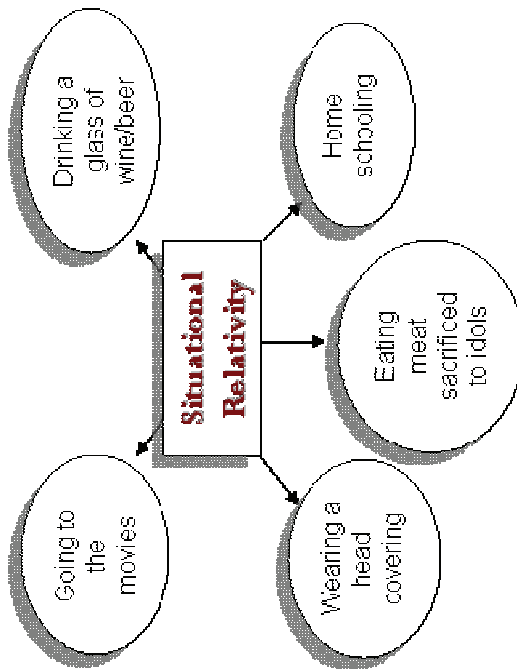 Going to
the
movies
Drinking a
glass of
wine/beer
Situational
Relativity
Wearing a
head
covering
Eating
meat
sacrificed
to idols
Home
schooling